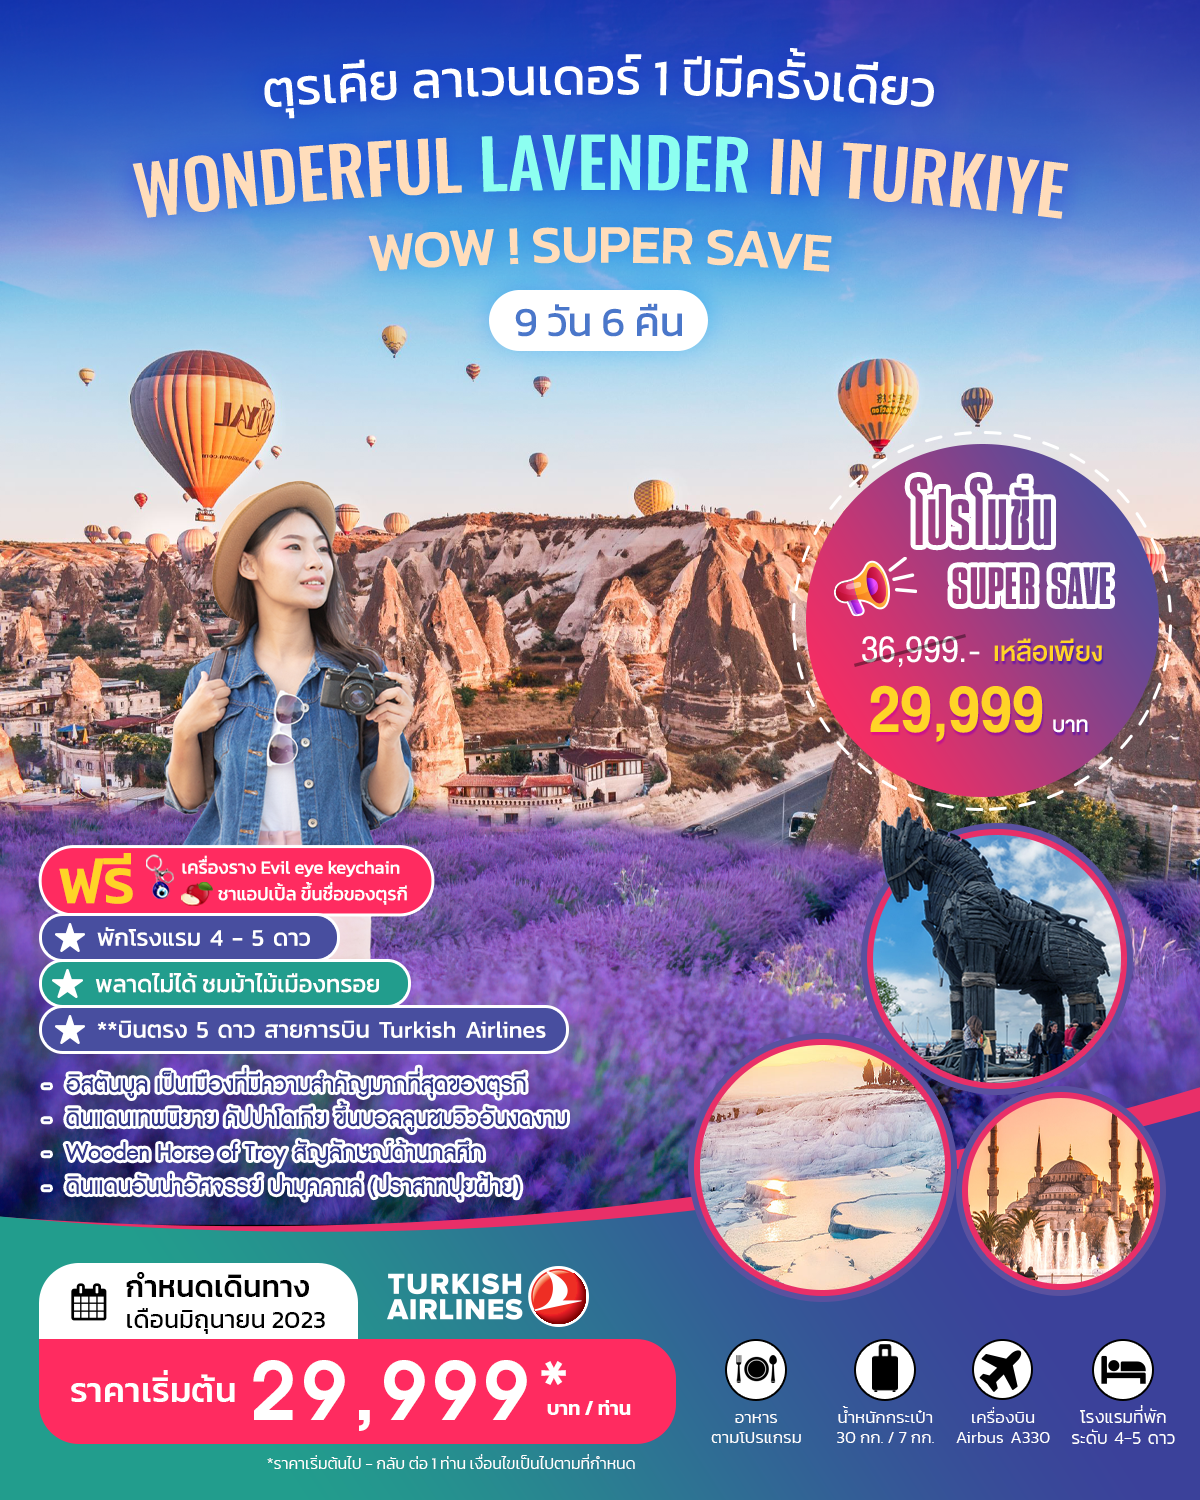 ตุรเคีย ลาเวนเดอร์ 1 ปีมีครั้งเดียว
WONDERFUL LAVENDER IN TURKIYE
WOW ! SUPER SAVE
9 วัน 6 คืน
โปรโมชั่น
SUPER SAVE
36,999.- เหลือเพียง
29,999 บาท
ฟรี
เครื่องราง Evil eye keychain
ชาแอปเปิ้ล ขึ้นชื่อของตุรกี
พักโรงแรม 4 - 5 ดาว
พลาดไม่ได้ ชมม้าไม้เมืองทรอย
**บินตรง 5 ดาว สายการบิน Turkish Airlines
- อิสตันบูล เป็นเมืองที่มีความสำคัญมากที่สุดของตุรกี
- ดินแดนเทพนิยาย คัปปาโดเกีย ขึ้นบอลลูนชมวิวอันงดงาม
- Wooden Horse of Troy สัญลักษณ์ด้านกลศึก
- ดินแดนอันน่าอัศจรรย์ ปามุคคาเล่ (ปราสาทปุยฝ้าย)
กำหนดเดินทาง
เดือนมิถุนายน 2023
TURKISH
AIRLINES
ราคาเริ่มต้น 29,999*
บาท / ท่าน
*ราคาเริ่มต้นไป - กลับ ต่อ 1 ท่าน เงื่อนไขเป็นไปตามที่กำหนด
อาหาร
ตามโปรแกรม
น้ำหนักกระเป๋า
30 กก. / 7 กก.
เครื่องบิน
Airbus A330
โรงแรมที่พัก
ระดับ 4-5 ดาว